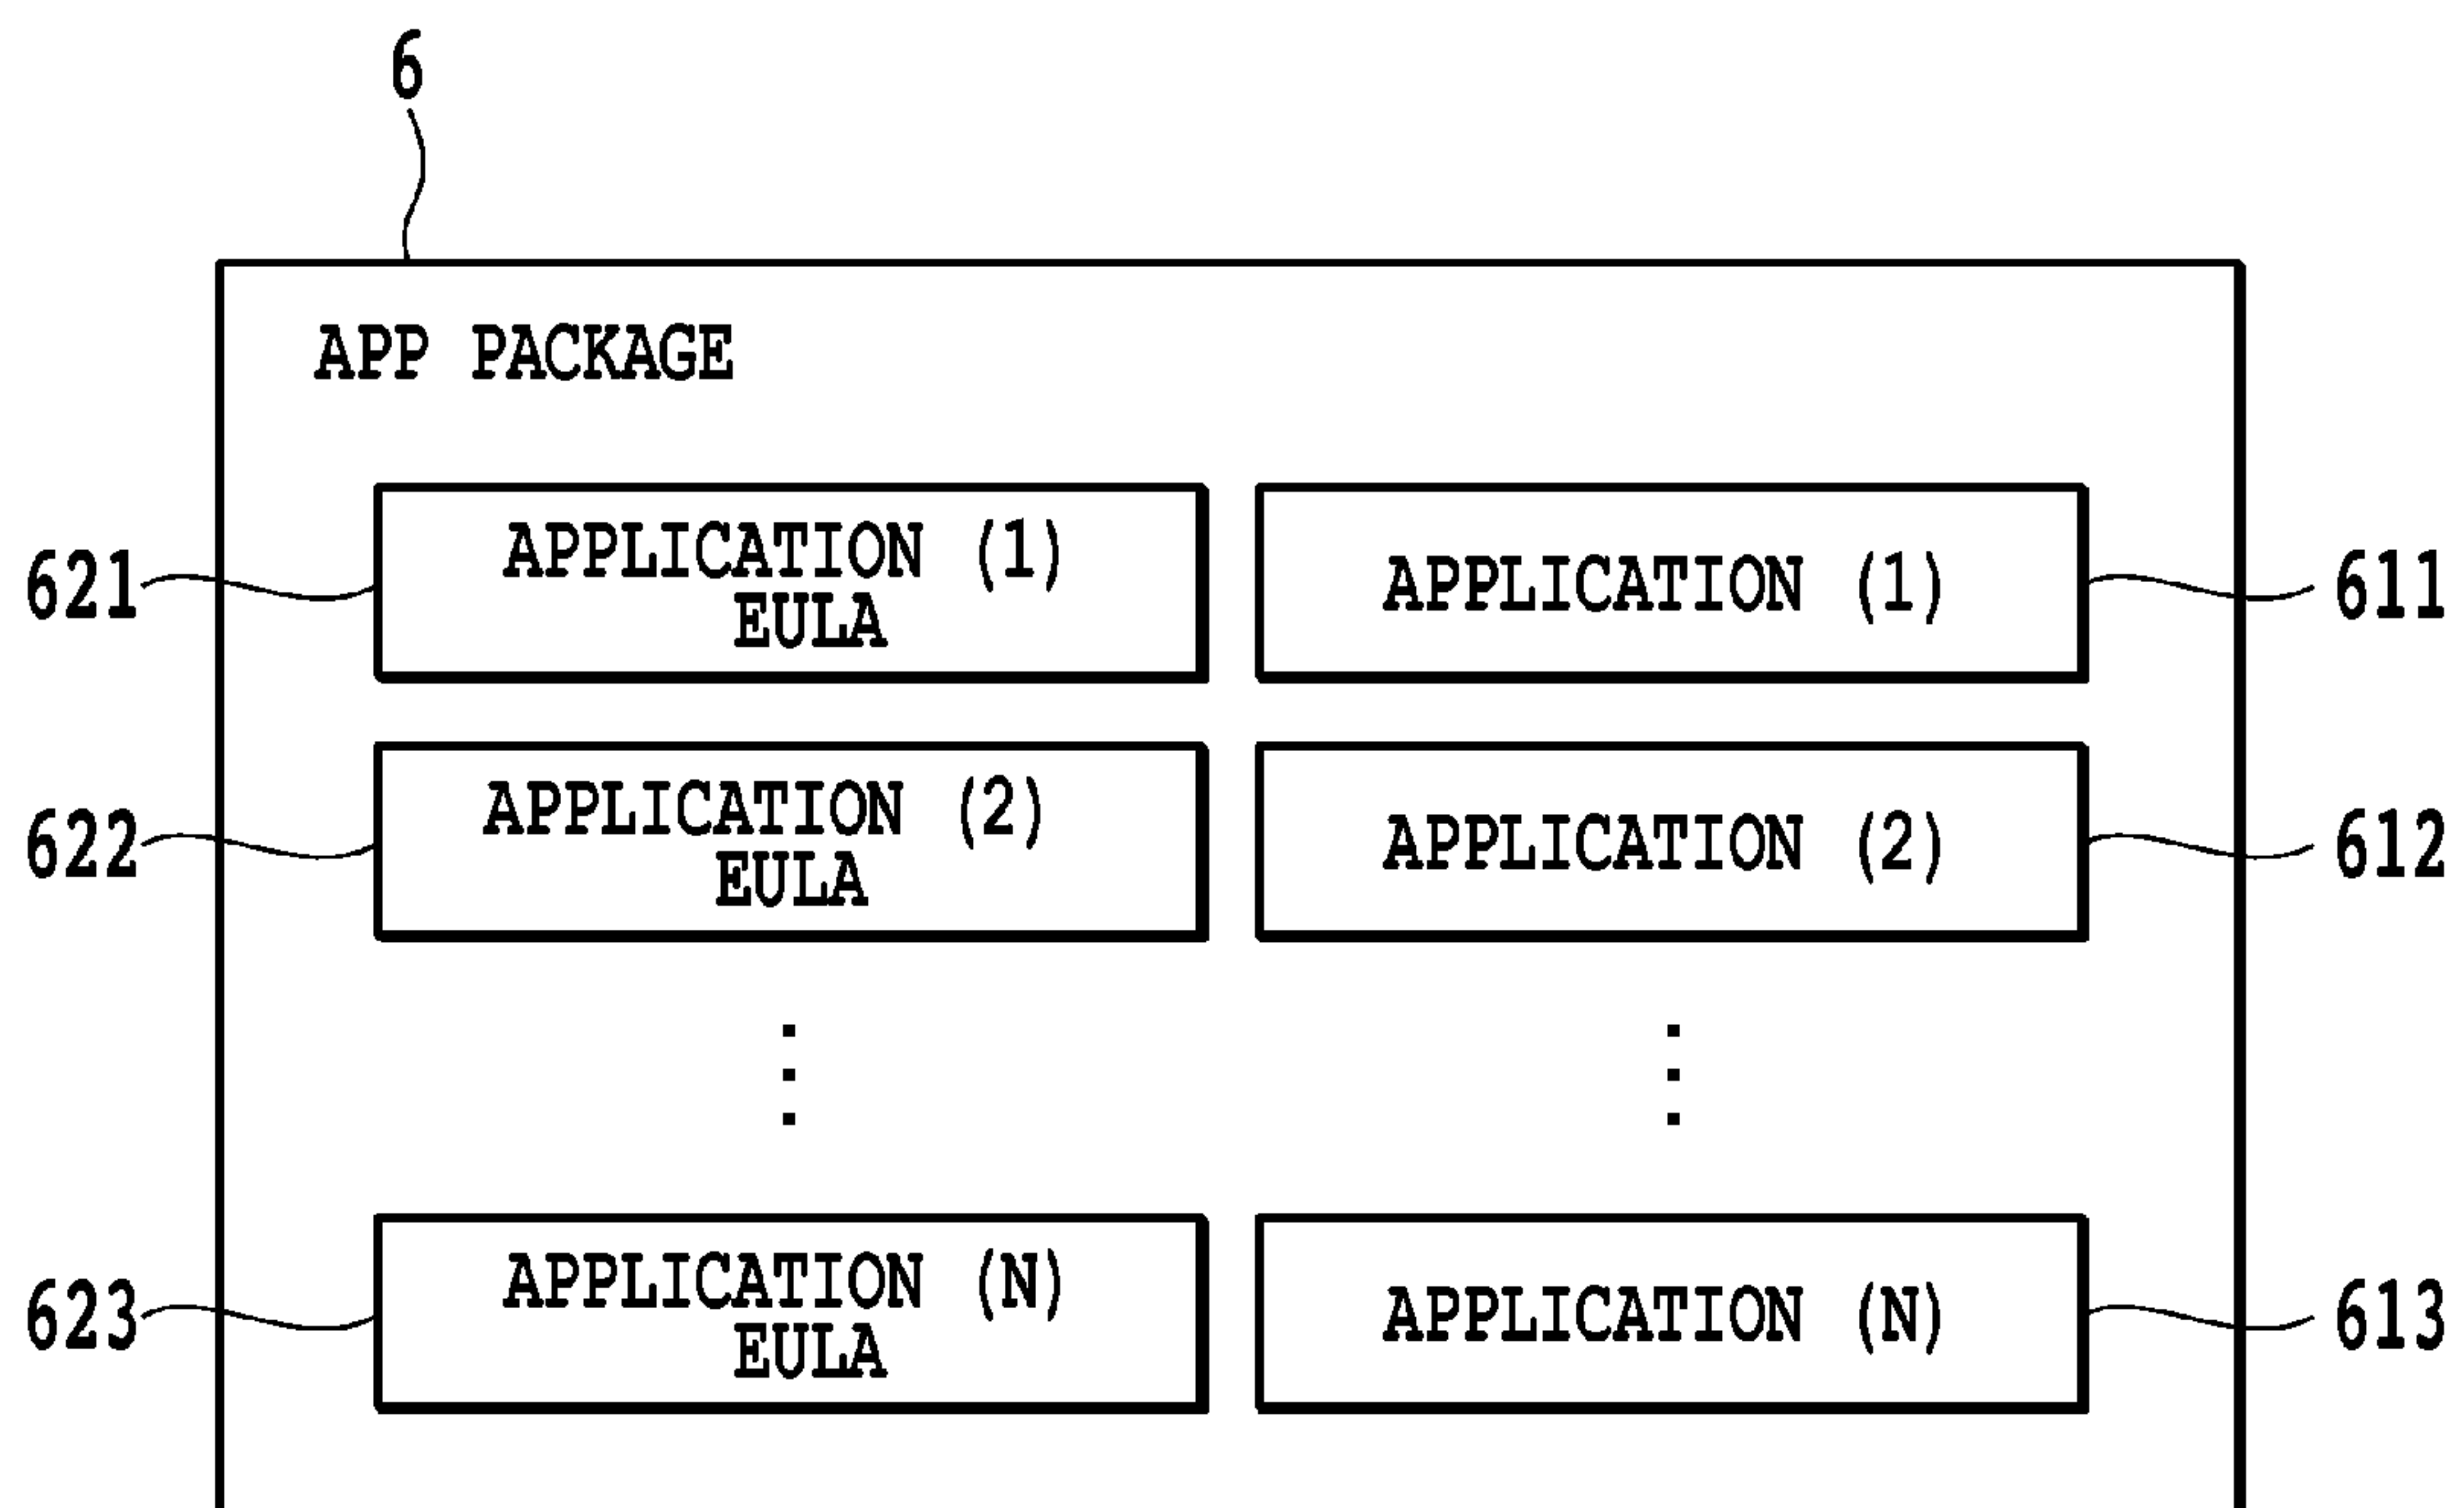 6
APP PACKAGE
APPLICATION (1)
EULA
APPLICATION (1)
621
611
APPLICATION (2)
EULA
APPLICATION (2)
622
612
APPLICATION (N)
EULA
APPLICATION (N)
623
613